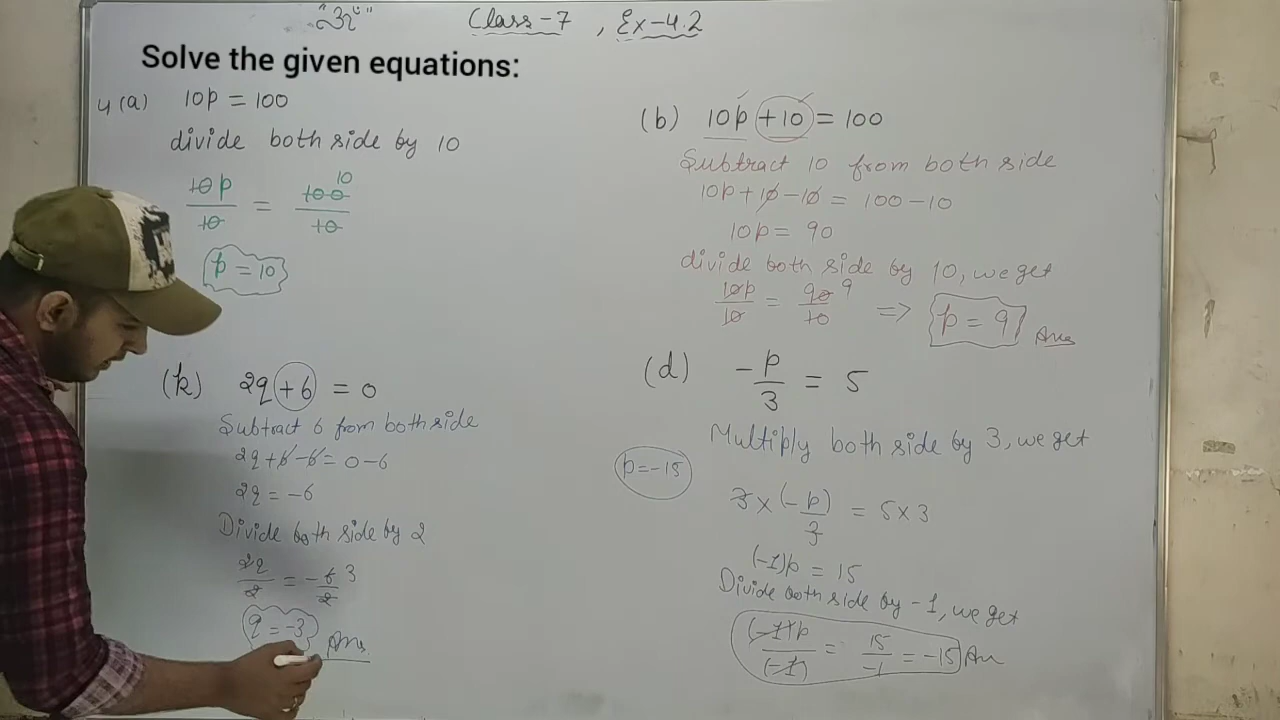 Class-7, Ex-4.2
Solve the given equations:
4(a) 10p = 100
divide both side by 10
10p/10 = 100/10 10
p = 10
(b) 10p + 10 = 100
Subtract 10 from both side
10p + 10 - 10 = 100 - 10
10p = 90
divide both side by 10, we get
10p/10 = 90/10 9 => p = 9 Ans
(k) 2q + 6 = 0
Subtract 6 from both side
2q + 6 - 6 = 0 - 6
2q = -6
Divide both side by 2
2q/2 = -6/2 3
q = -3 Ans.
(d) -p/3 = 5
Multiply both side by 3, we get
p = -15
3 × (-p/3) = 5 × 3
(-1)p = 15
Divide both side by -1, we get
(-1)p/(-1) = 15/-1 = -15 An